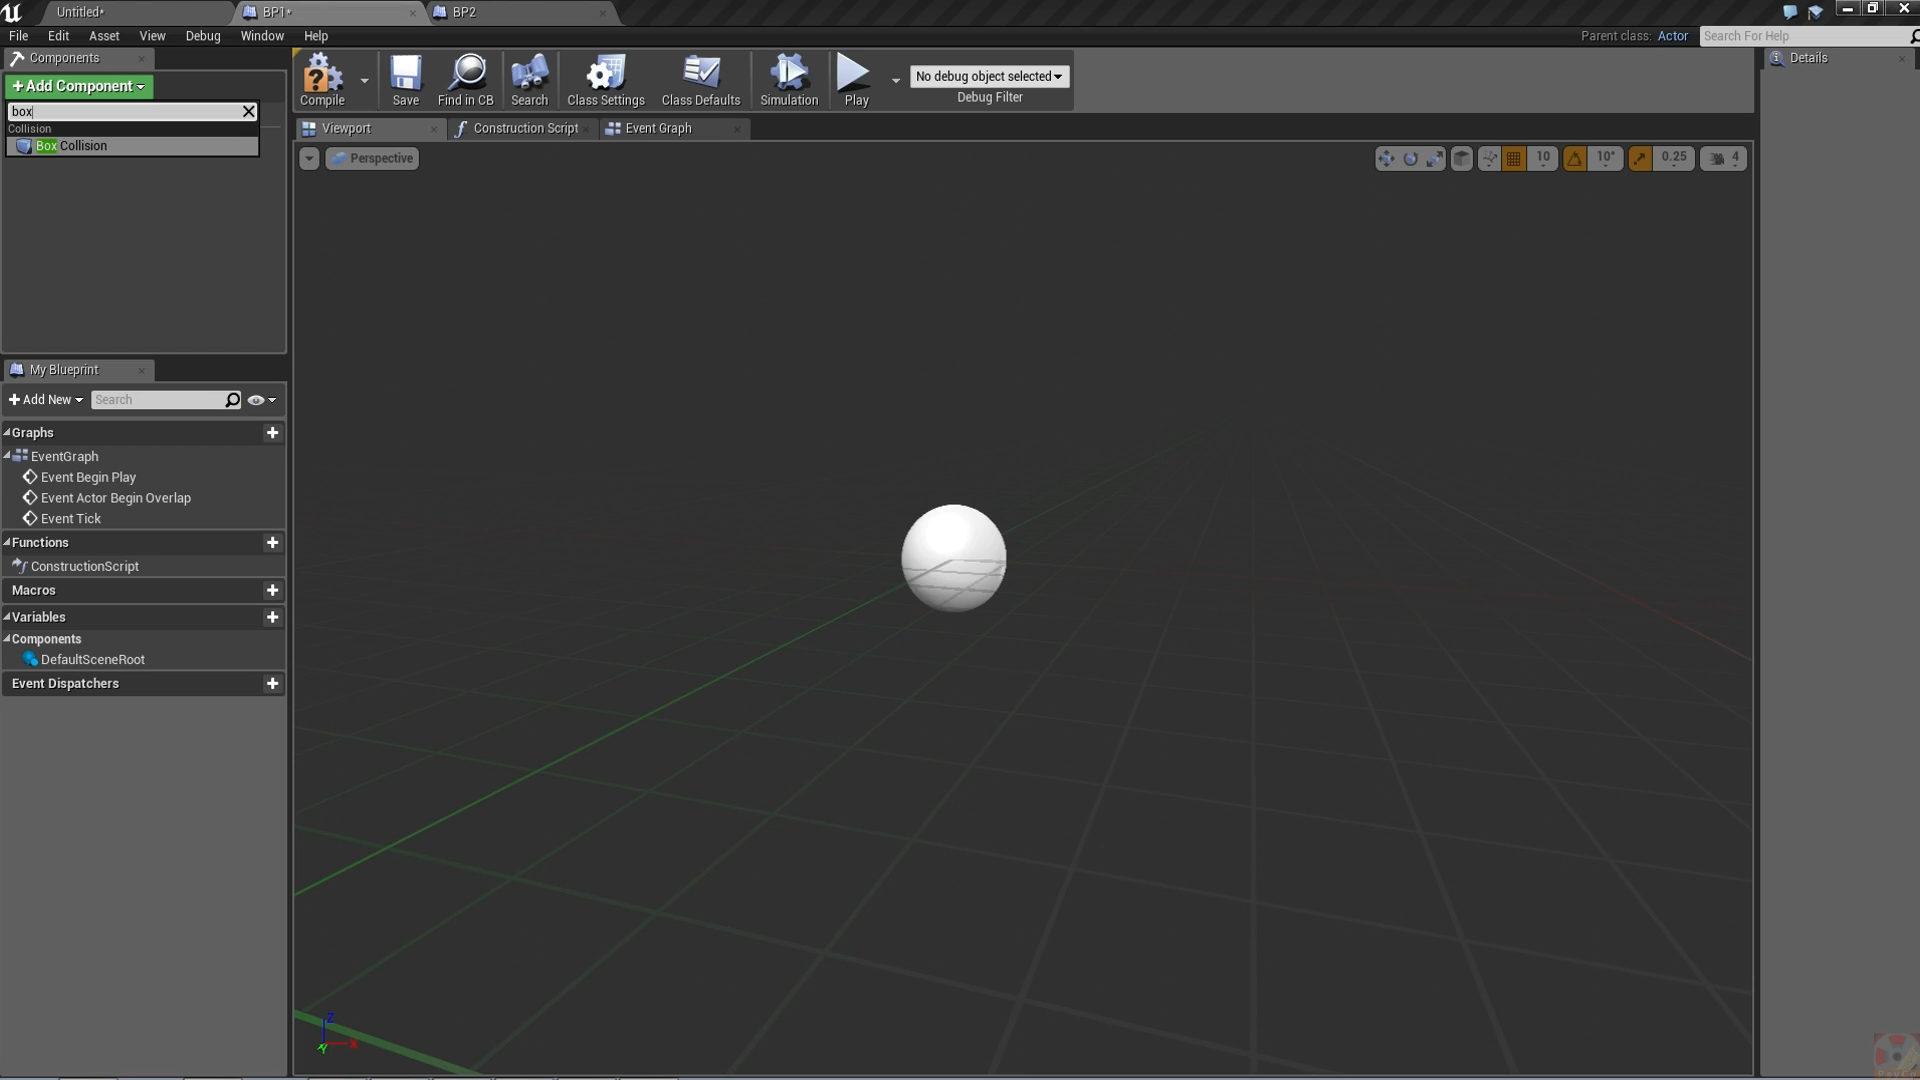 Untitled*
BP1*
BP2
File Edit Asset View Debug Window Help
Parent class: Actor
Search For Help
Components
+Add Component
box
Collision
Box Collision
Compile
Save
Find in CB
Search
Class Settings
Class Defaults
Simulation
Play
No debug object selected
Debug Filter
Details
Viewport
Construction Script
Event Graph
Perspective
10
10°
0.25
4
My Blueprint
+Add New
Search
Graphs
EventGraph
Event Begin Play
Event Actor Begin Overlap
Event Tick
Functions
ConstructionScript
Macros
Variables
Components
DefaultSceneRoot
Event Dispatchers
Z
X
Y